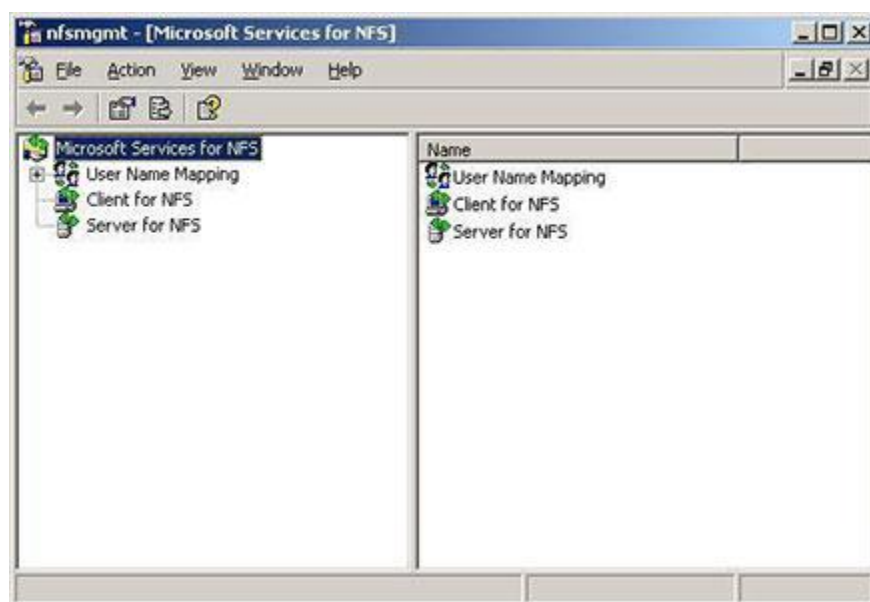 nfsmgmt - [Microsoft Services for NFS]
File Action View Window Help
Microsoft Services for NFS
User Name Mapping
Client for NFS
Server for NFS
Name
User Name Mapping
Client for NFS
Server for NFS